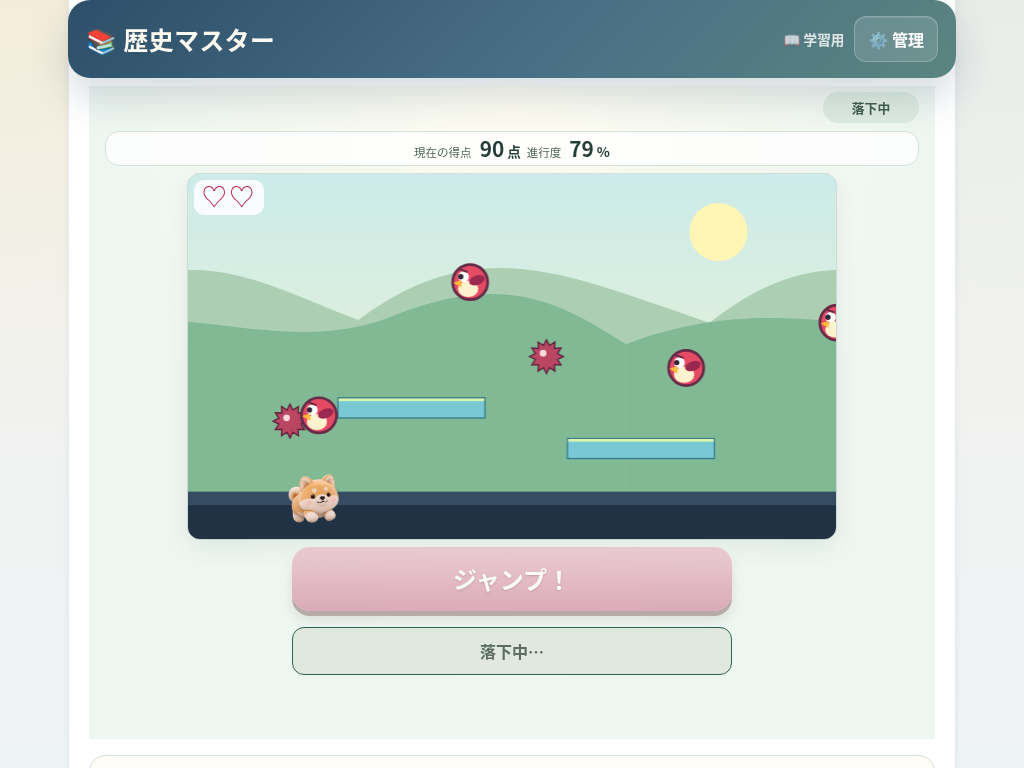 📚 歴史マスター
📖 学習用
⚙️ 管理
落下中
現在の得点 90 点 進行度 79 %
♡♡
ジャンプ！
落下中…